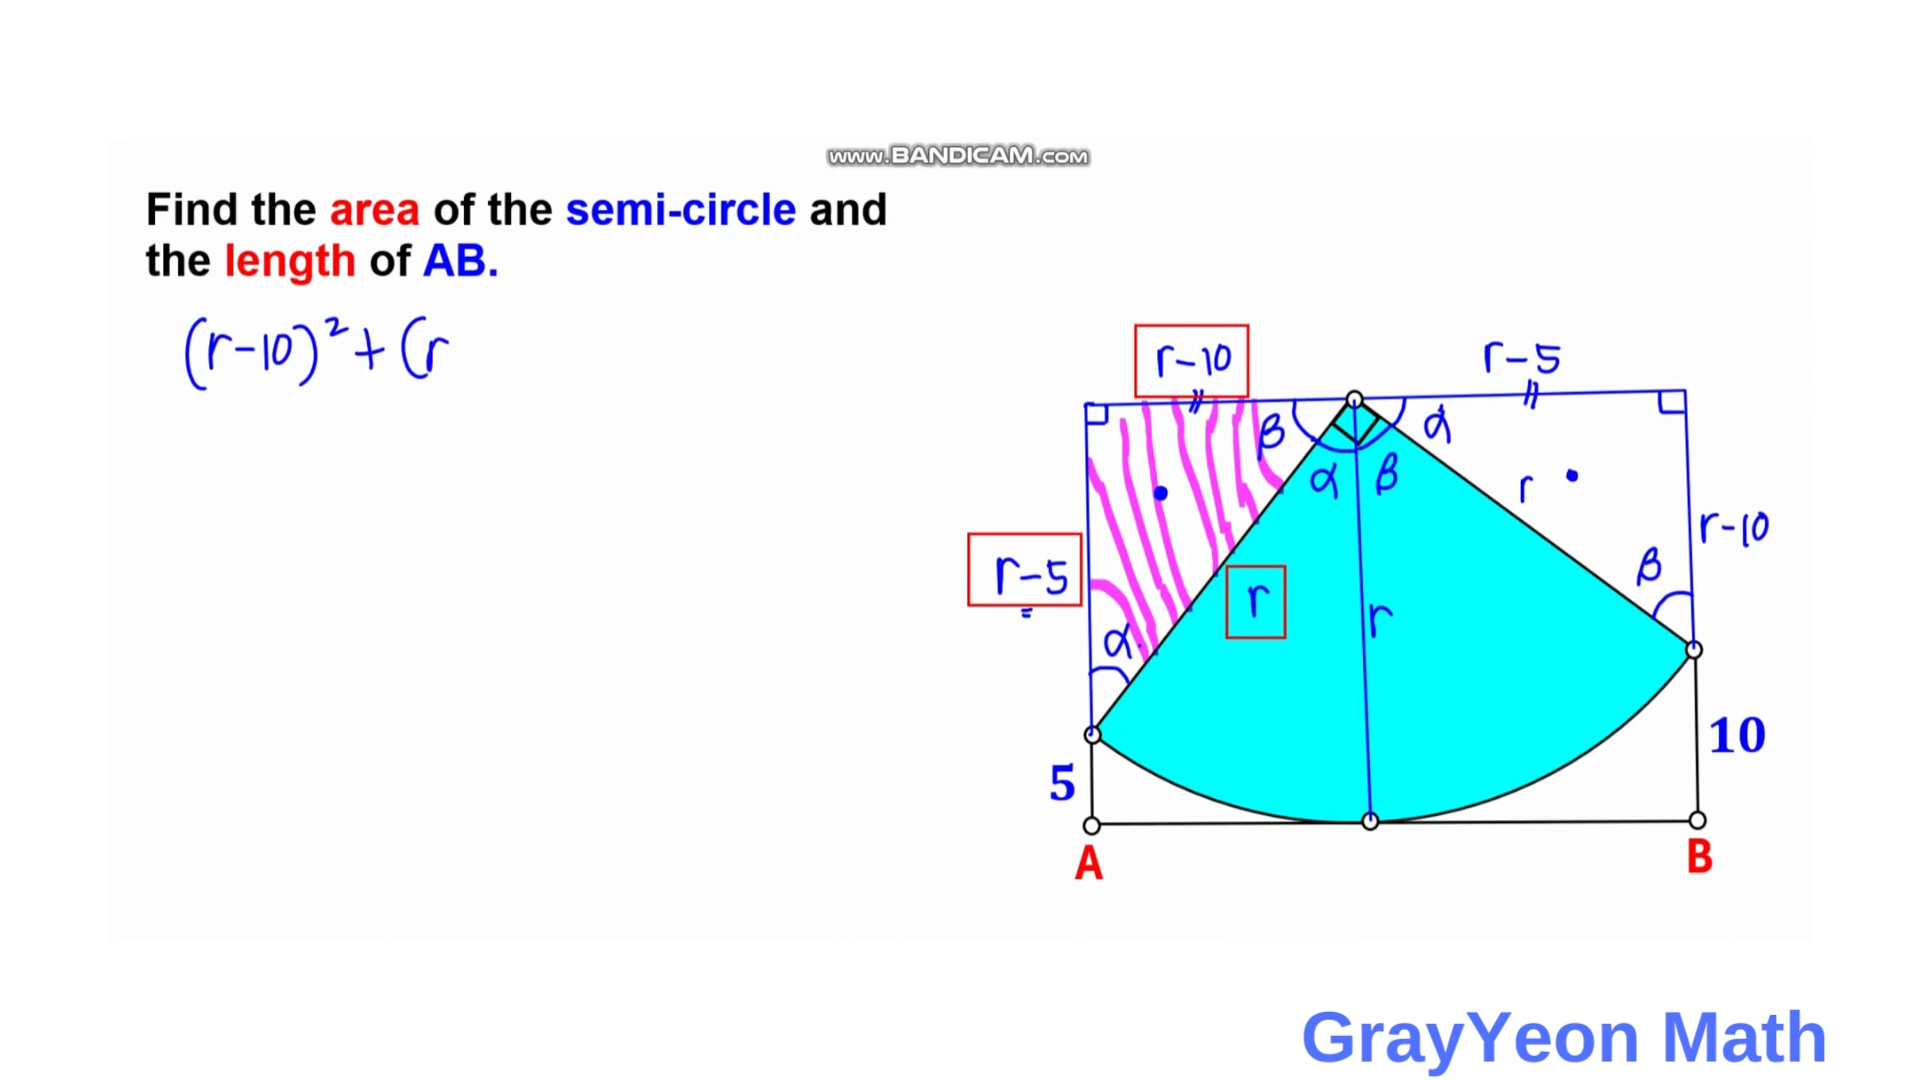 www.BANDICAM.com
Find the area of the semi-circle and
the length of AB.
(r-10)² + (r
r-10
r-5
β
α
α
β
r
r-5
r-10
β
r
r
α
5
10
A
B
GrayYeon Math